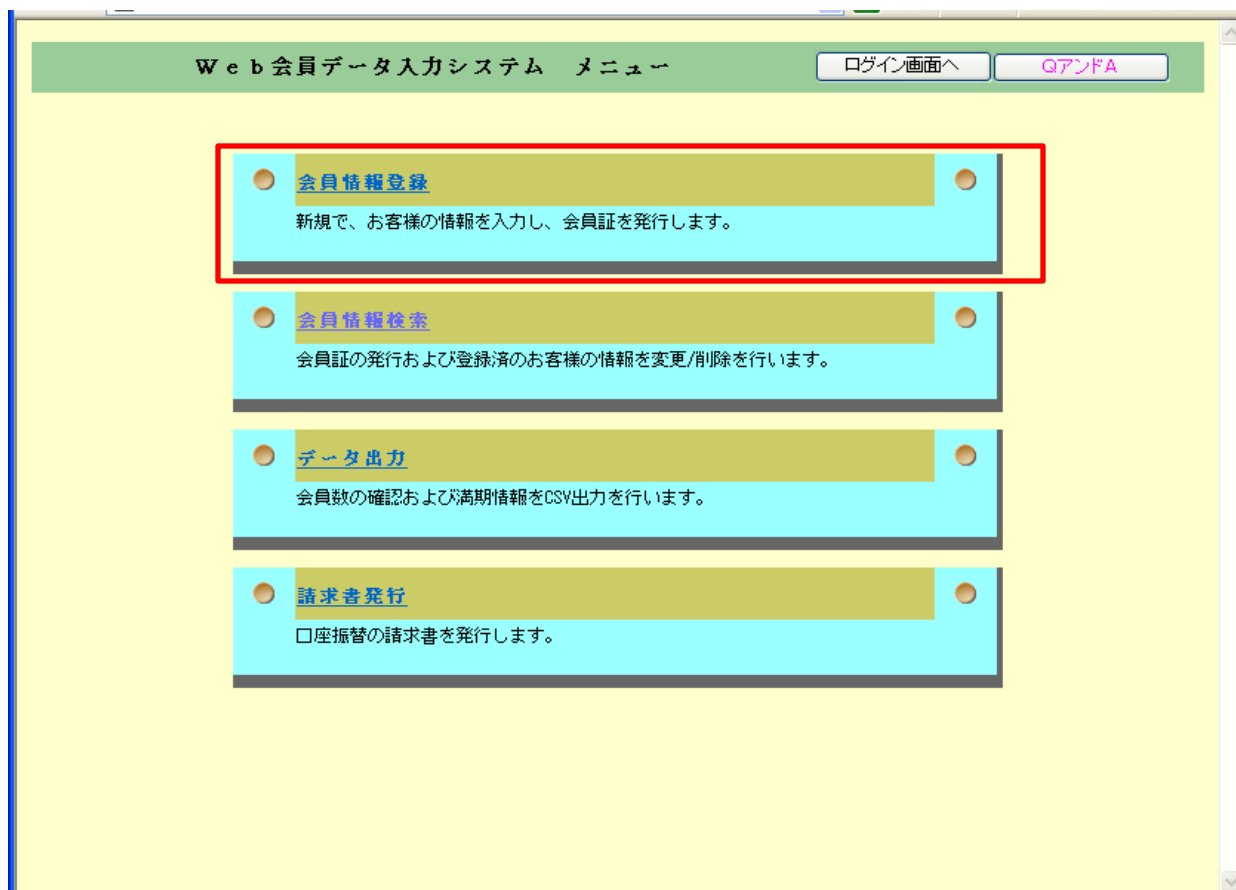 Ｗｅｂ会員データ入力システム　メニュー
ログイン画面へ
QアンドA
会員情報登録
新規で、お客様の情報を入力し、会員証を発行します。
会員情報検索
会員証の発行および登録済のお客様の情報を変更/削除を行います。
データ出力
会員数の確認および満期情報をCSV出力を行います。
請求書発行
口座振替の請求書を発行します。